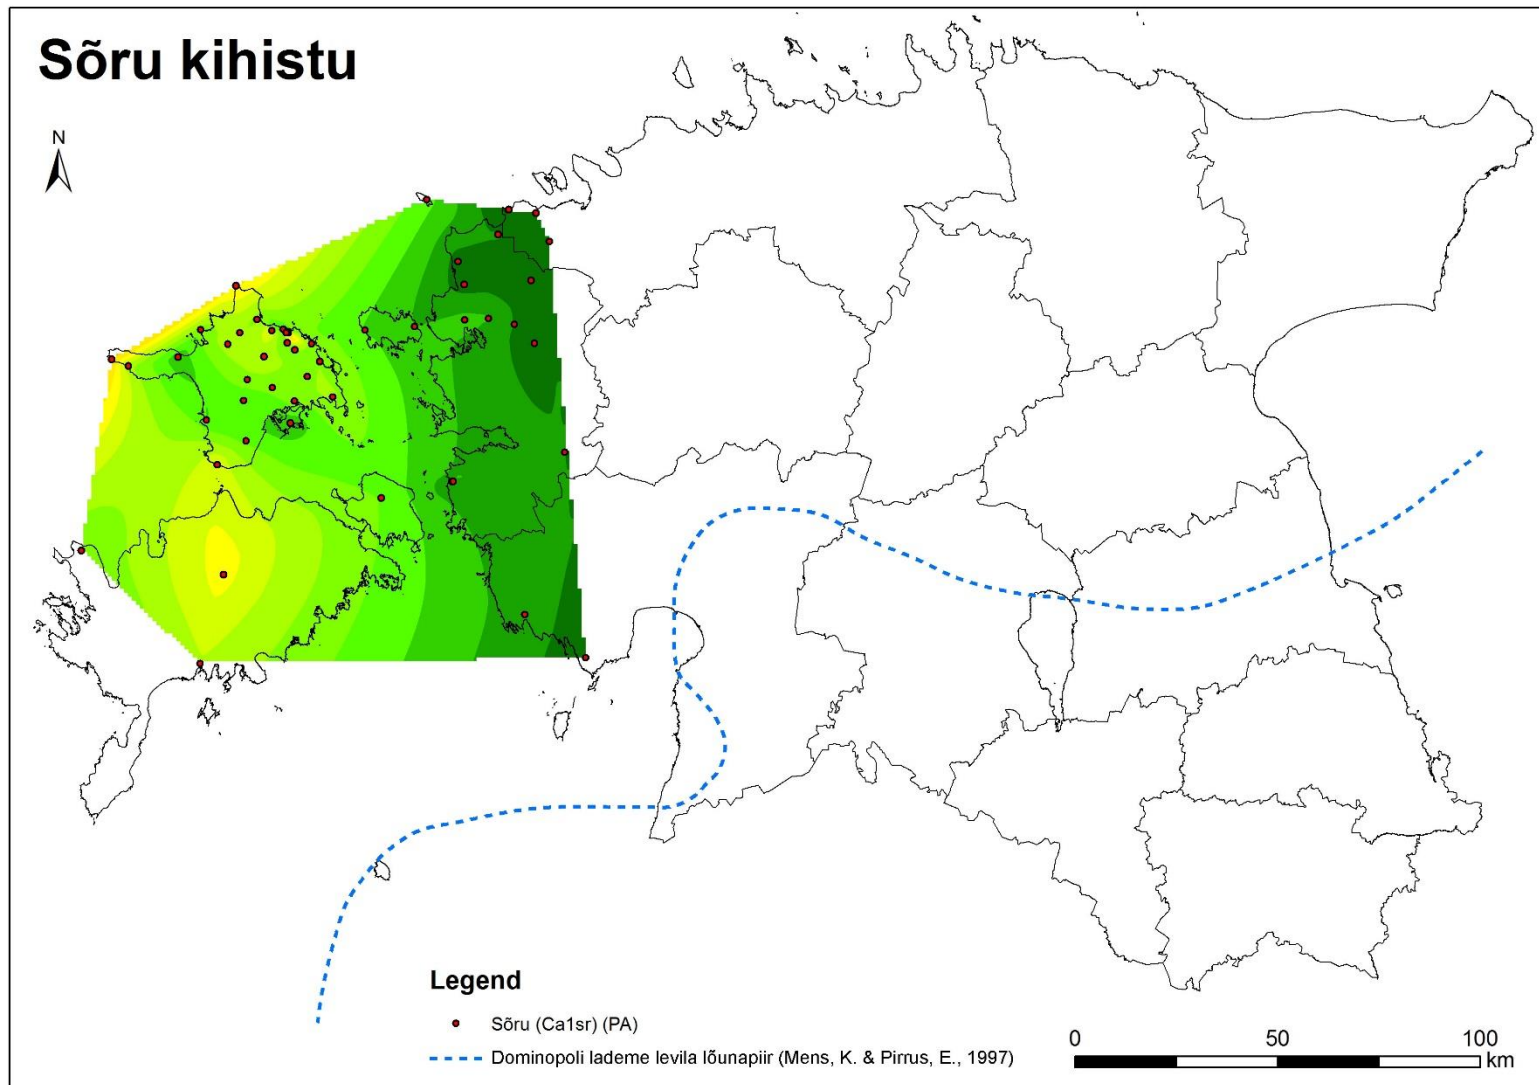 Sõru kihistu
N
Legend
Sõru (Ca1sr) (PA)
Dominopoli lademe levila lõunapiir (Mens, K. & Pirrus, E., 1997)
0 50 100
km